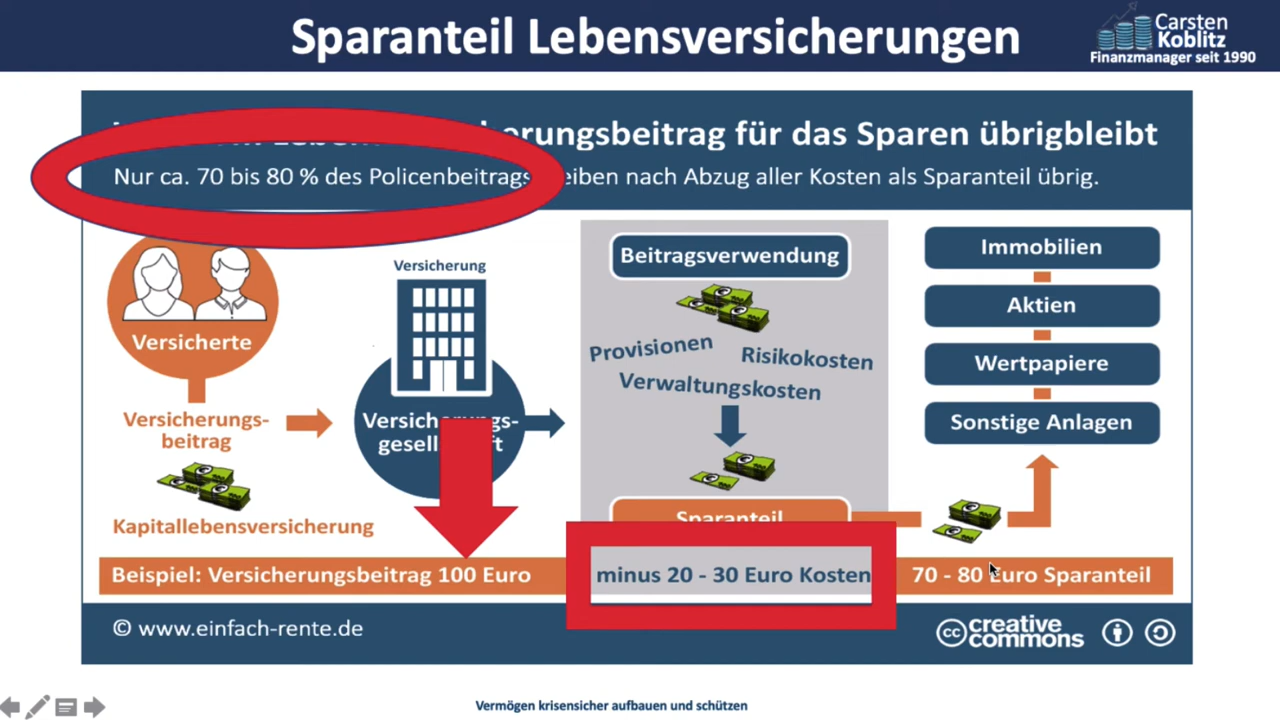 Sparanteil Lebensversicherungen
Carsten
Koblitz
Finanzmanager seit 1990
cherungsbeitrag für das Sparen übrigbleibt
Nur ca. 70 bis 80 % des Policenbeitrags eiben nach Abzug aller Kosten als Sparanteil übrig.
Versicherte
Versicherungs-
beitrag
Kapitallebensversicherung
Versicherung
Versicherungs-
gesellschaft
Beitragsverwendung
Provisionen
Risikokosten
Verwaltungskosten
Sparanteil
Immobilien
Aktien
Wertpapiere
Sonstige Anlagen
Beispiel: Versicherungsbeitrag 100 Euro
minus 20 - 30 Euro Kosten
70 - 80 Euro Sparanteil
© www.einfach-rente.de
cc creative
commons
Vermögen krisensicher aufbauen und schützen